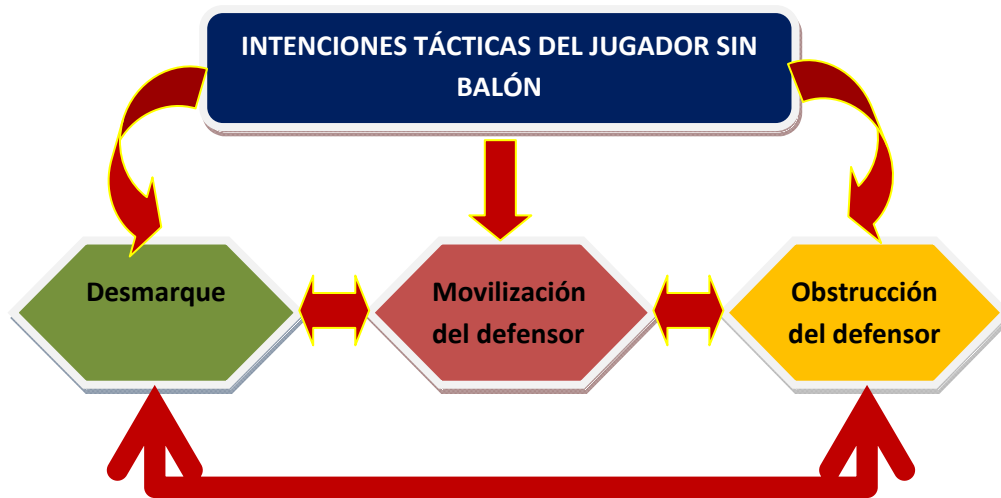 INTENCIONES TÁCTICAS DEL JUGADOR SIN
BALÓN
Desmarque
Movilización
del defensor
Obstrucción
del defensor